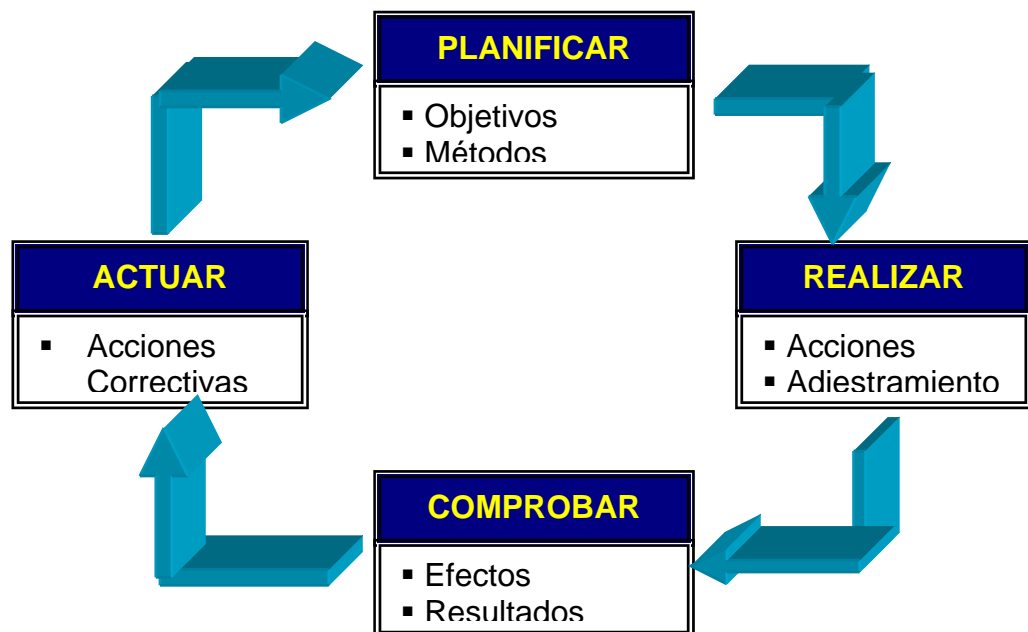 PLANIFICAR
▪ Objetivos
▪ Métodos
ACTUAR
▪ Acciones
Correctivas
REALIZAR
▪ Acciones
▪ Adiestramiento
COMPROBAR
▪ Efectos
▪ Resultados